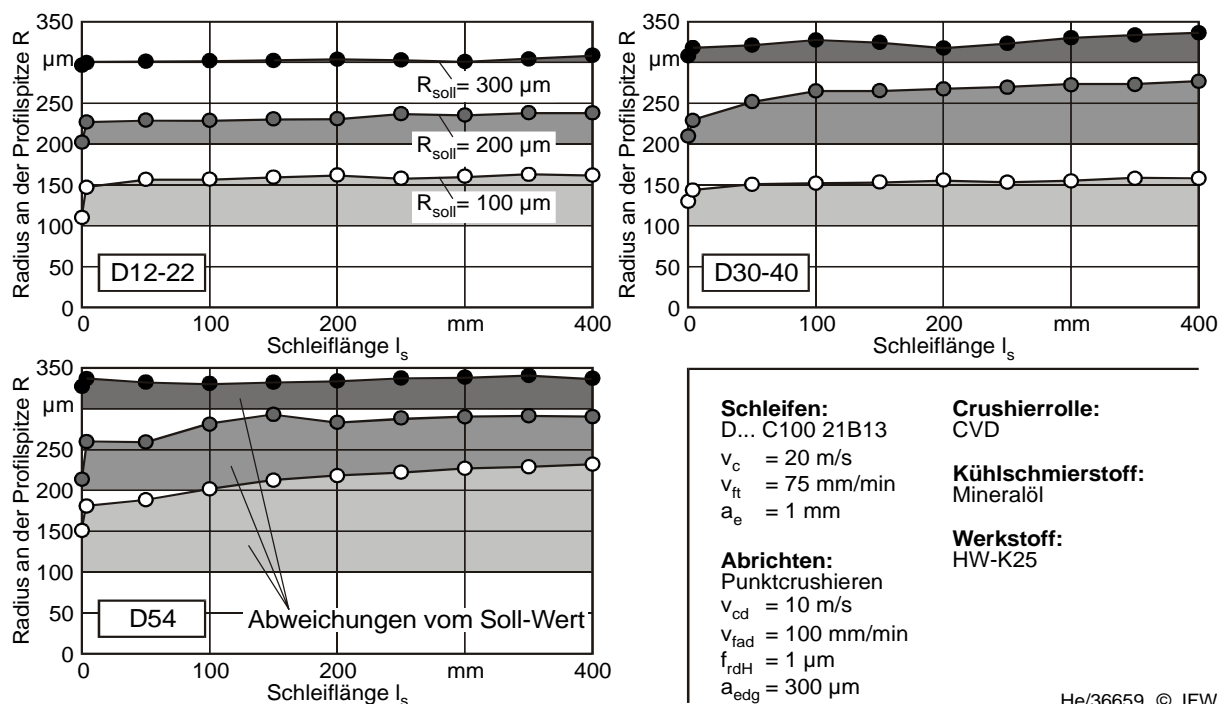 Radius an der Profilspitze R
350
µm
250
200
150
100
50
0
R_soll = 300 µm
R_soll = 200 µm
R_soll = 100 µm
D12-22
0
100
200
mm
400
Schleiflänge l_s
Radius an der Profilspitze R
350
µm
250
200
150
100
50
0
D30-40
0
100
200
mm
400
Schleiflänge l_s
Radius an der Profilspitze R
350
µm
250
200
150
100
50
0
D54
Abweichungen vom Soll-Wert
0
100
200
mm
400
Schleiflänge l_s
Schleifen:
D... C100 21B13
v_c = 20 m/s
v_ft = 75 mm/min
a_e = 1 mm
Abrichten:
Punktcrushieren
v_cd = 10 m/s
v_fad = 100 mm/min
f_rdH = 1 µm
a_edg = 300 µm
Crushierrolle:
CVD
Kühlschmierstoff:
Mineralöl
Werkstoff:
HW-K25
He/36659 © IFW